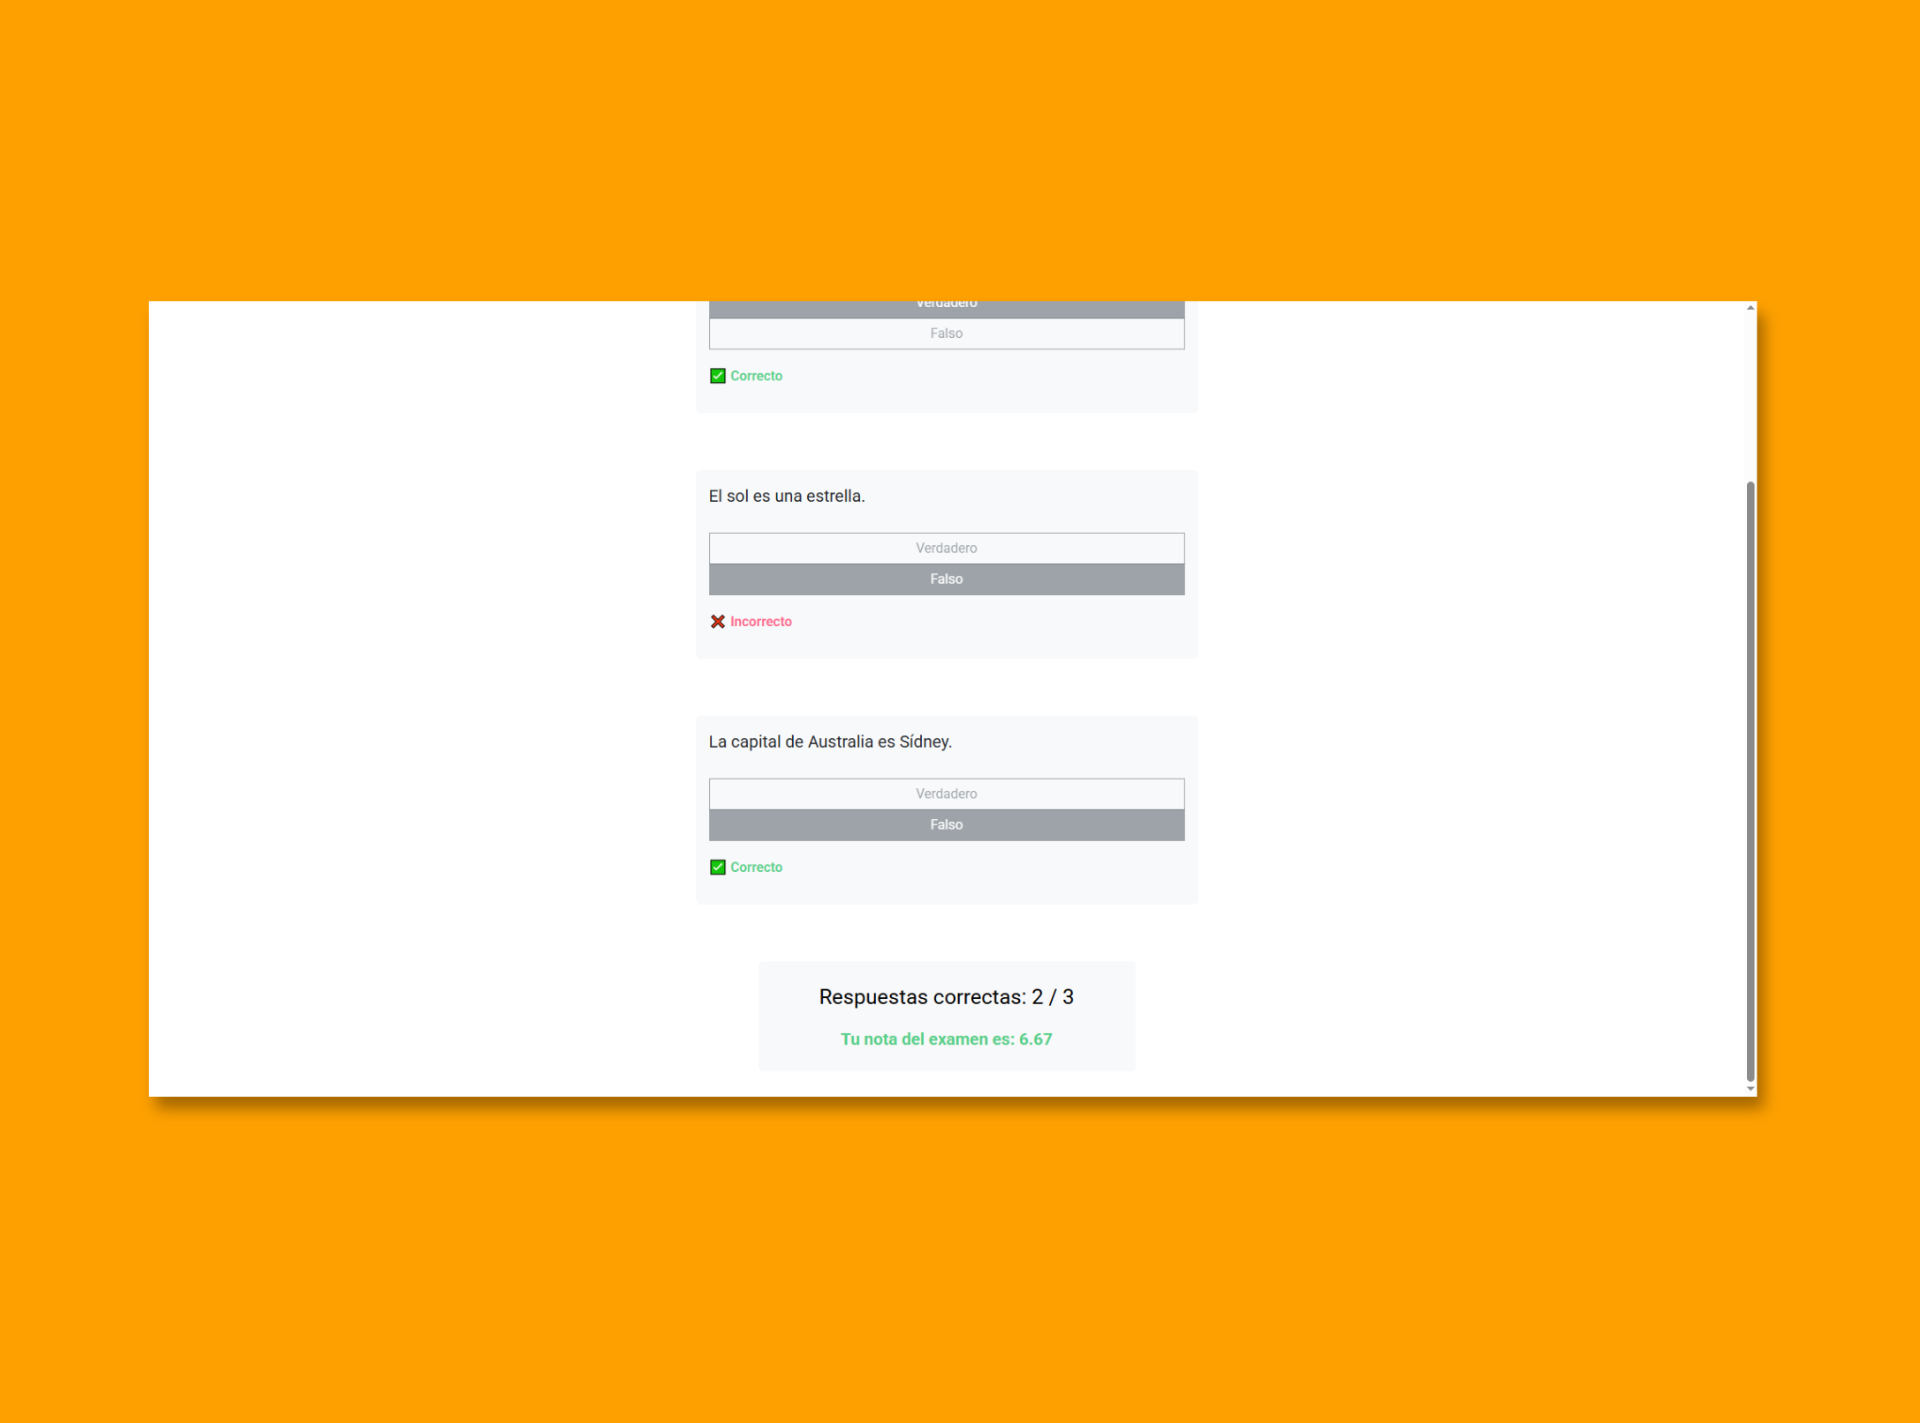 Verdadero
Falso
Correcto
El sol es una estrella.
Verdadero
Falso
Incorrecto
La capital de Australia es Sídney.
Verdadero
Falso
Correcto
Respuestas correctas: 2 / 3
Tu nota del examen es: 6.67